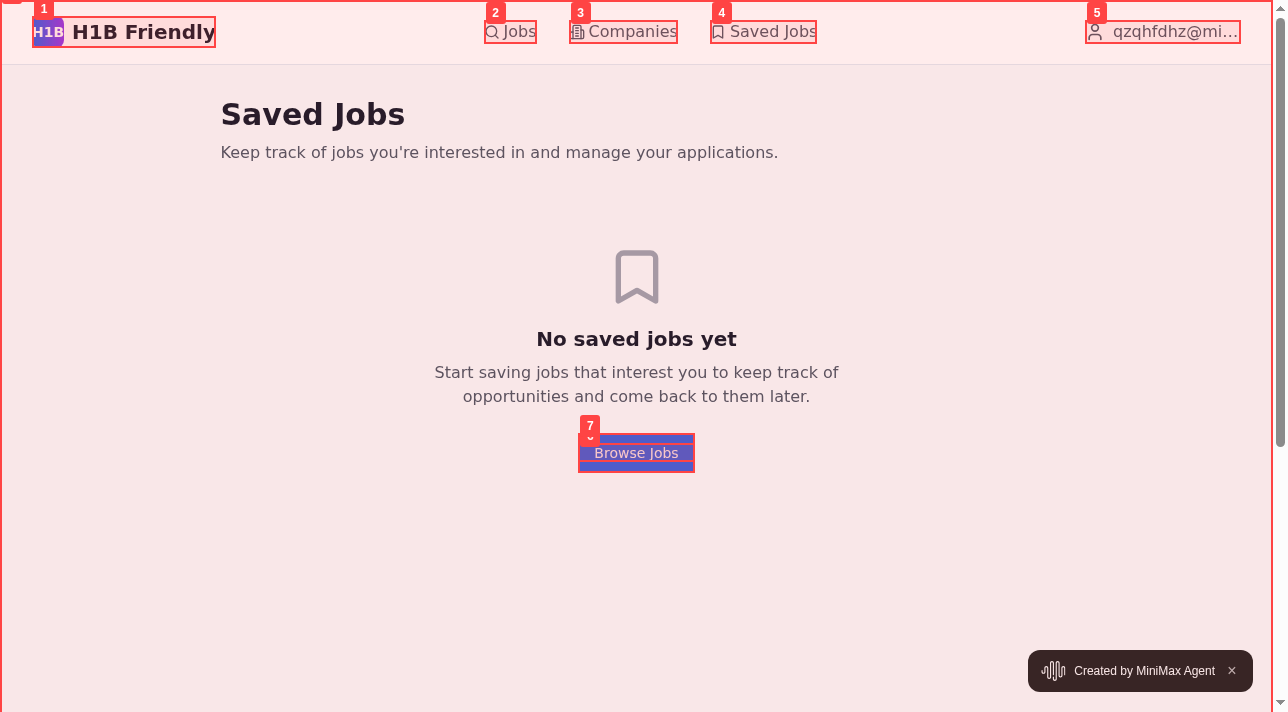 1
2
3
4
5
H1B
H1B Friendly
Jobs
Companies
Saved Jobs
qzqhfdhz@mi...
Saved Jobs
Keep track of jobs you're interested in and manage your applications.
No saved jobs yet
Start saving jobs that interest you to keep track of
opportunities and come back to them later.
7
Browse Jobs
Created by MiniMax Agent ×